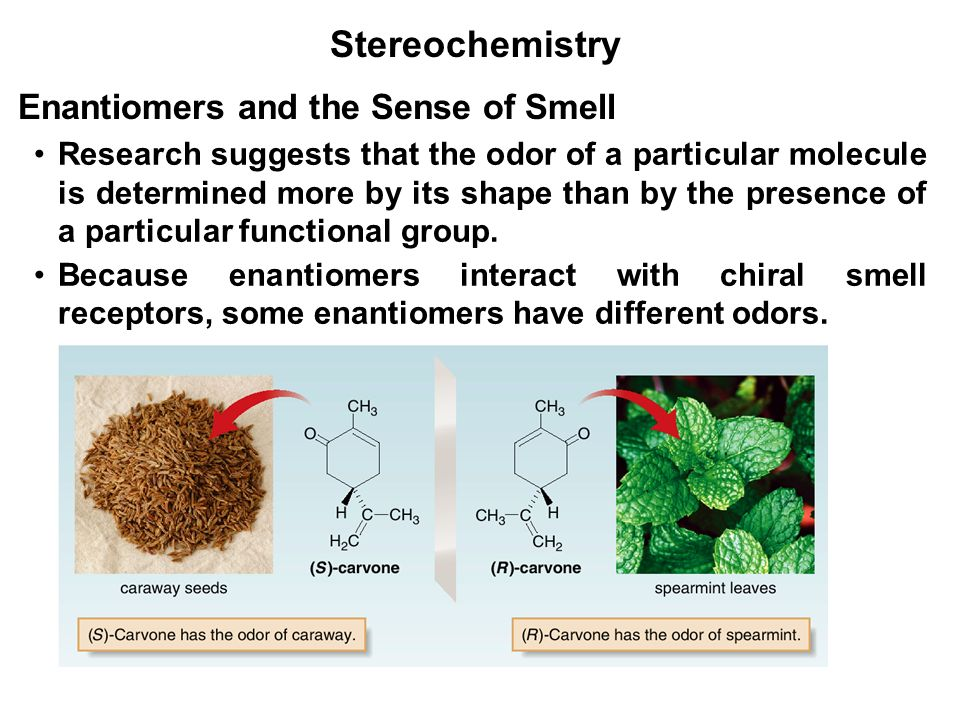 Stereochemistry
Enantiomers and the Sense of Smell
• Research suggests that the odor of a particular molecule
is determined more by its shape than by the presence of
a particular functional group.
• Because enantiomers interact with chiral smell
receptors, some enantiomers have different odors.
CH₃
O
H
C—CH₃
H₂C
(S)-carvone
caraway seeds
(S)-Carvone has the odor of caraway.
CH₃
O
CH₃—C
H
CH₂
(R)-carvone
spearmint leaves
(R)-Carvone has the odor of spearmint.